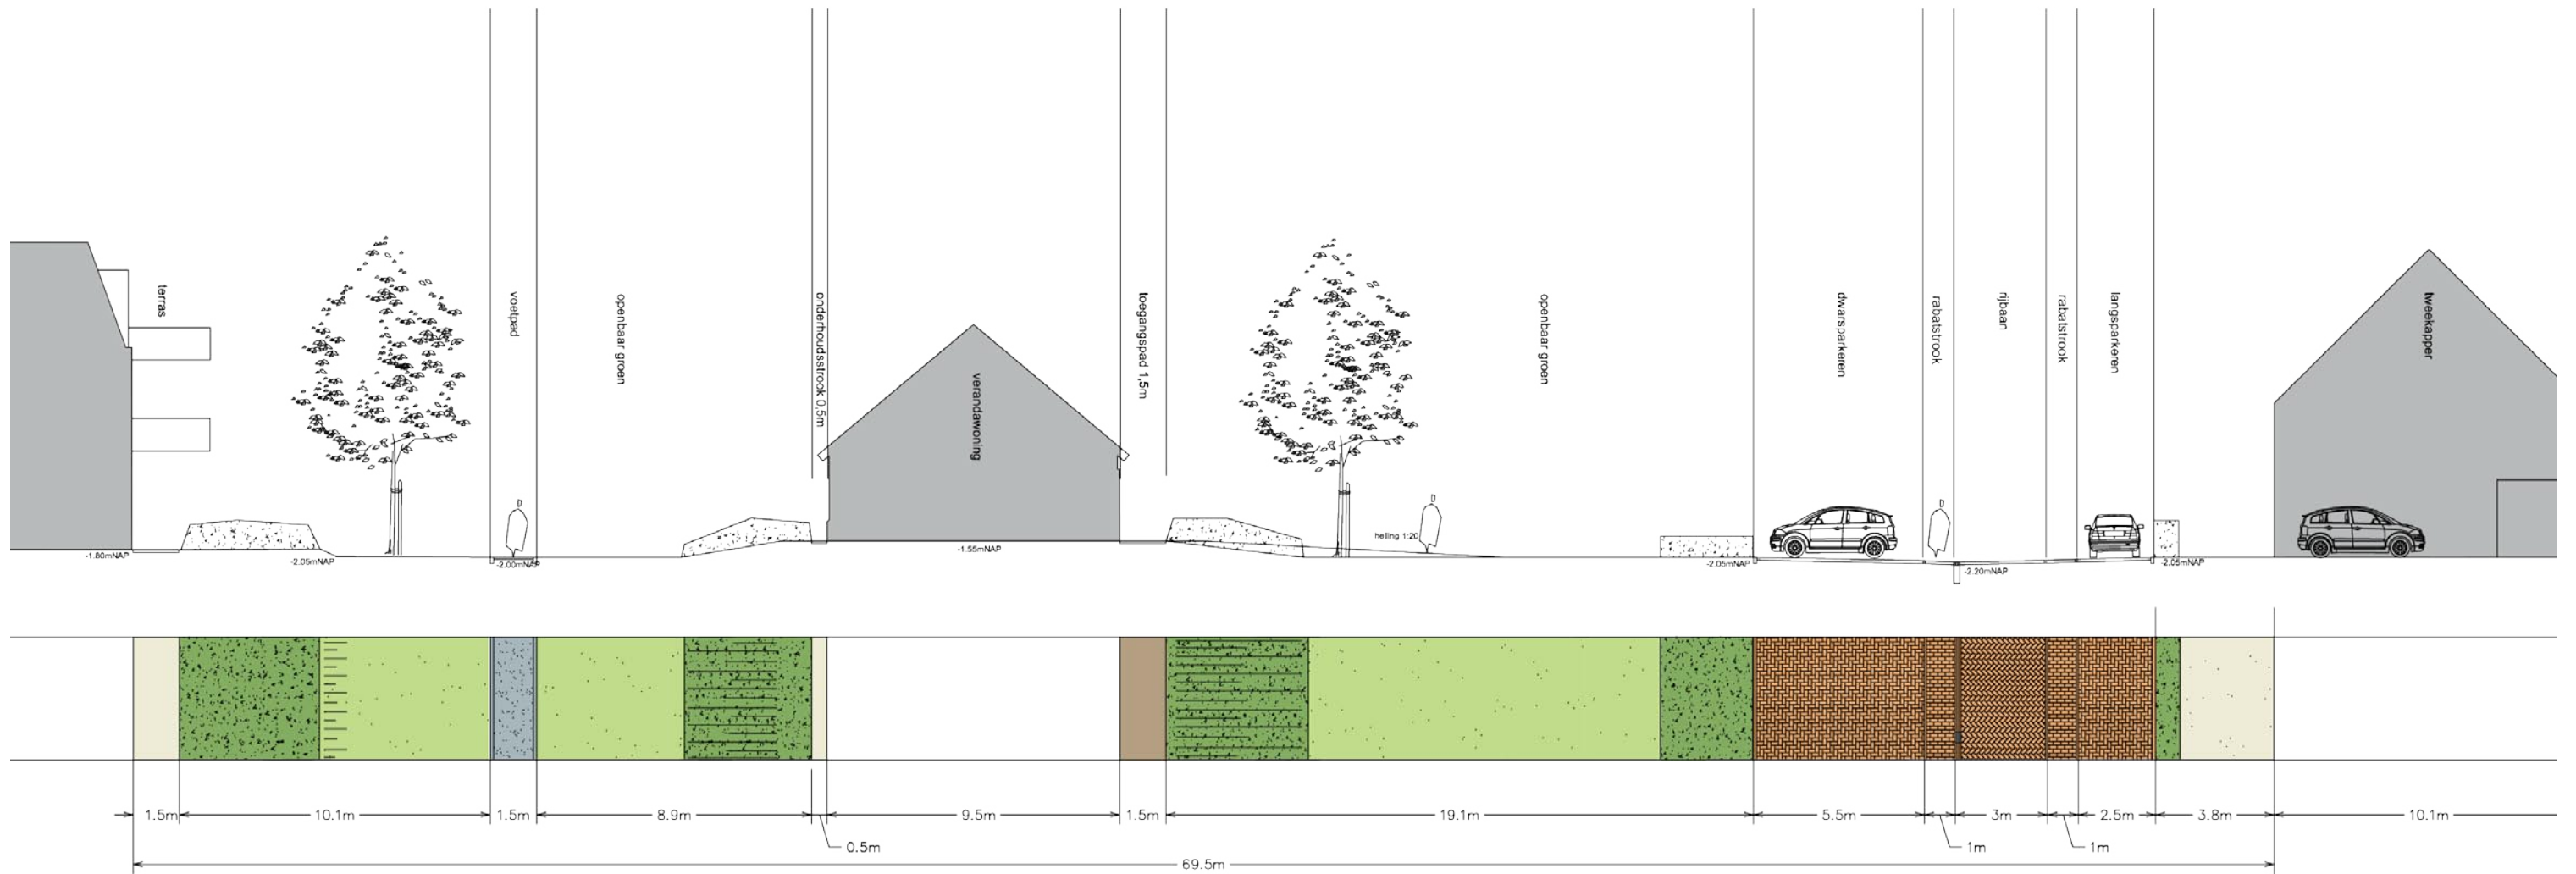 terras
voetpad
openbaar groen
onderhoudsstrook 0,5m
verandawoning
toegangspad 1,5m
openbaar groen
dwarsparkeren
rabatstrook
rijbaan
rabatstrook
langsparkeren
tweekapper
helling 1:20
-1.80mNAP
-2.05mNAP
-2.00mNAP
-1.55mNAP
-2.05mNAP
-2.20mNAP
-2.05mNAP
1.5m
10.1m
1.5m
8.9m
9.5m
1.5m
19.1m
5.5m
3m
2.5m
3.8m
10.1m
0.5m
1m
1m
69.5m